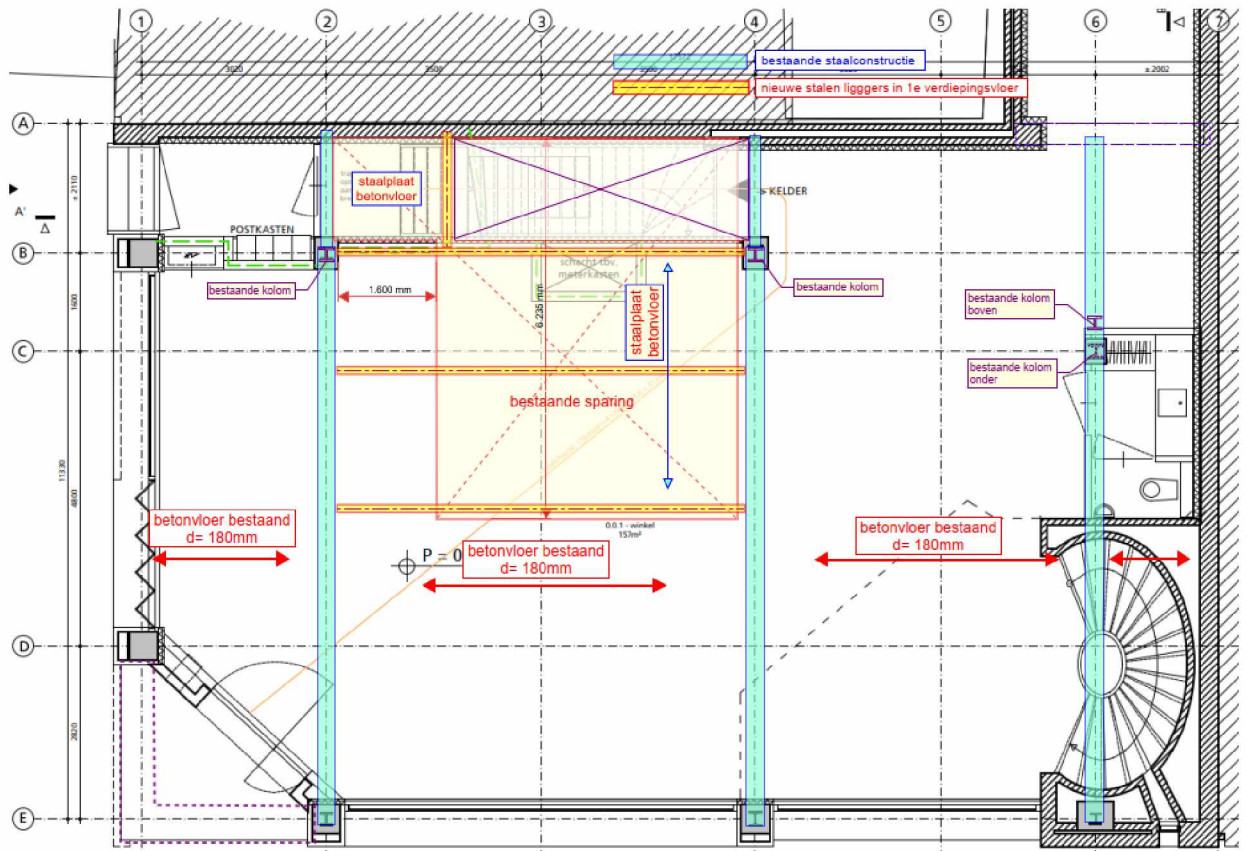 1
2
3
4
5
6
7
3020
3500
3500
± 2002
bestaande staalconstructie
nieuwe stalen ligggers in 1e verdiepingsvloer
A
± 2110
staalplaat
betonvloer
> KELDER
A'
POSTKASTEN
B
schacht tbv.
meterkasten
bestaande kolom
bestaande kolom
1.600 mm
6.235 mm
1600
staalplaat
betonvloer
bestaande kolom
boven
C
bestaande kolom
onder
bestaande sparing
11330
4800
betonvloer bestaand
d= 180mm
0.0.1 - winkel
157m²
betonvloer bestaand
d= 180mm
P = 0
betonvloer bestaand
d= 180mm
D
2820
E